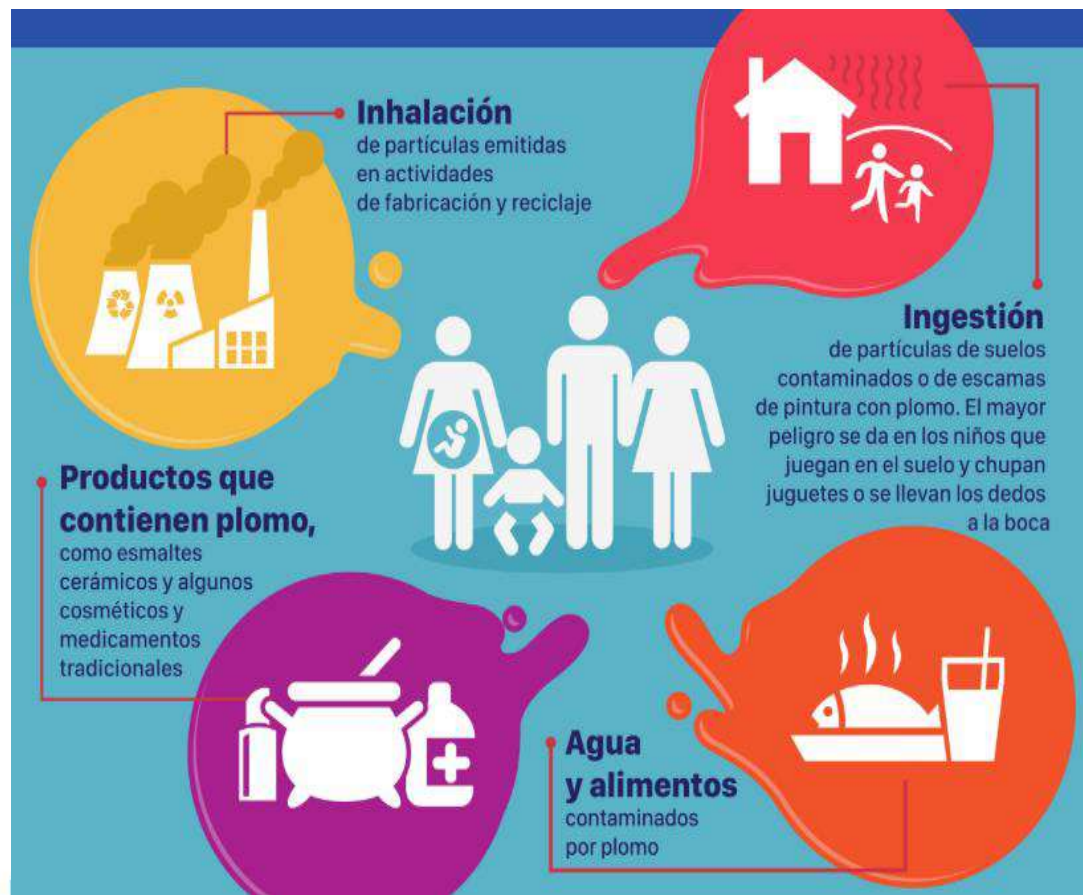 Inhalación
de partículas emitidas
en actividades
de fabricación y reciclaje
Ingestión
de partículas de suelos
contaminados o de escamas
de pintura con plomo. El mayor
peligro se da en los niños que
juegan en el suelo y chupan
juguetes o se llevan los dedos
a la boca
Productos que
contienen plomo,
como esmaltes
cerámicos y algunos
cosméticos y
medicamentos
tradicionales
Agua
y alimentos
contaminados
por plomo